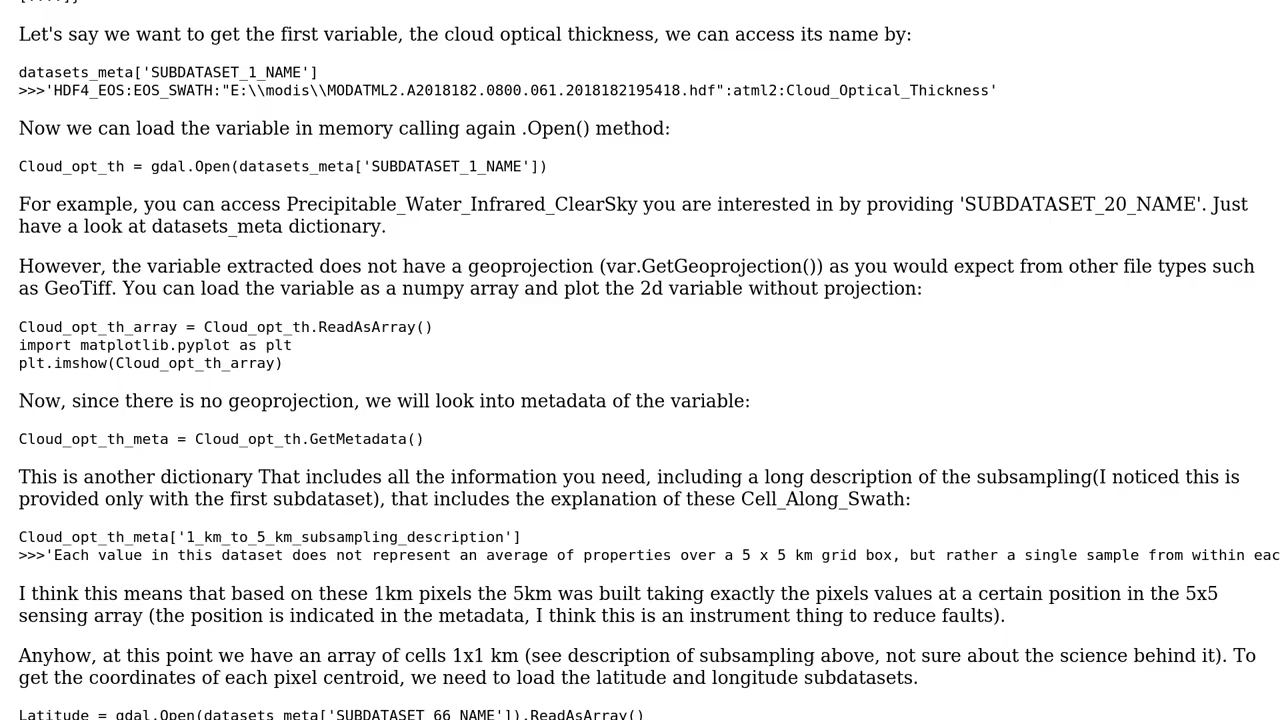 Let's say we want to get the first variable, the cloud optical thickness, we can access its name by:
datasets_meta['SUBDATASET_1_NAME']
>>>'HDF4_EOS:EOS_SWATH:"E:\\modis\\MODATML2.A2018182.0800.061.2018182195418.hdf":atml2:Cloud_Optical_Thickness'
Now we can load the variable in memory calling again .Open() method:
Cloud_opt_th = gdal.Open(datasets_meta['SUBDATASET_1_NAME'])
For example, you can access Precipitable_Water_Infrared_ClearSky you are interested in by providing 'SUBDATASET_20_NAME'. Just
have a look at datasets_meta dictionary.
However, the variable extracted does not have a geoprojection (var.GetGeoprojection()) as you would expect from other file types such
as GeoTiff. You can load the variable as a numpy array and plot the 2d variable without projection:
Cloud_opt_th_array = Cloud_opt_th.ReadAsArray()
import matplotlib.pyplot as plt
plt.imshow(Cloud_opt_th_array)
Now, since there is no geoprojection, we will look into metadata of the variable:
Cloud_opt_th_meta = Cloud_opt_th.GetMetadata()
This is another dictionary That includes all the information you need, including a long description of the subsampling(I noticed this is
provided only with the first subdataset), that includes the explanation of these Cell_Along_Swath:
Cloud_opt_th_meta['1_km_to_5_km_subsampling_description']
>>>'Each value in this dataset does not represent an average of properties over a 5 x 5 km grid box, but rather a single sample from within eac
I think this means that based on these 1km pixels the 5km was built taking exactly the pixels values at a certain position in the 5x5
sensing array (the position is indicated in the metadata, I think this is an instrument thing to reduce faults).
Anyhow, at this point we have an array of cells 1x1 km (see description of subsampling above, not sure about the science behind it). To
get the coordinates of each pixel centroid, we need to load the latitude and longitude subdatasets.
Latitude = gdal.Open(datasets_meta['SUBDATASET_66_NAME']).ReadAsArray()